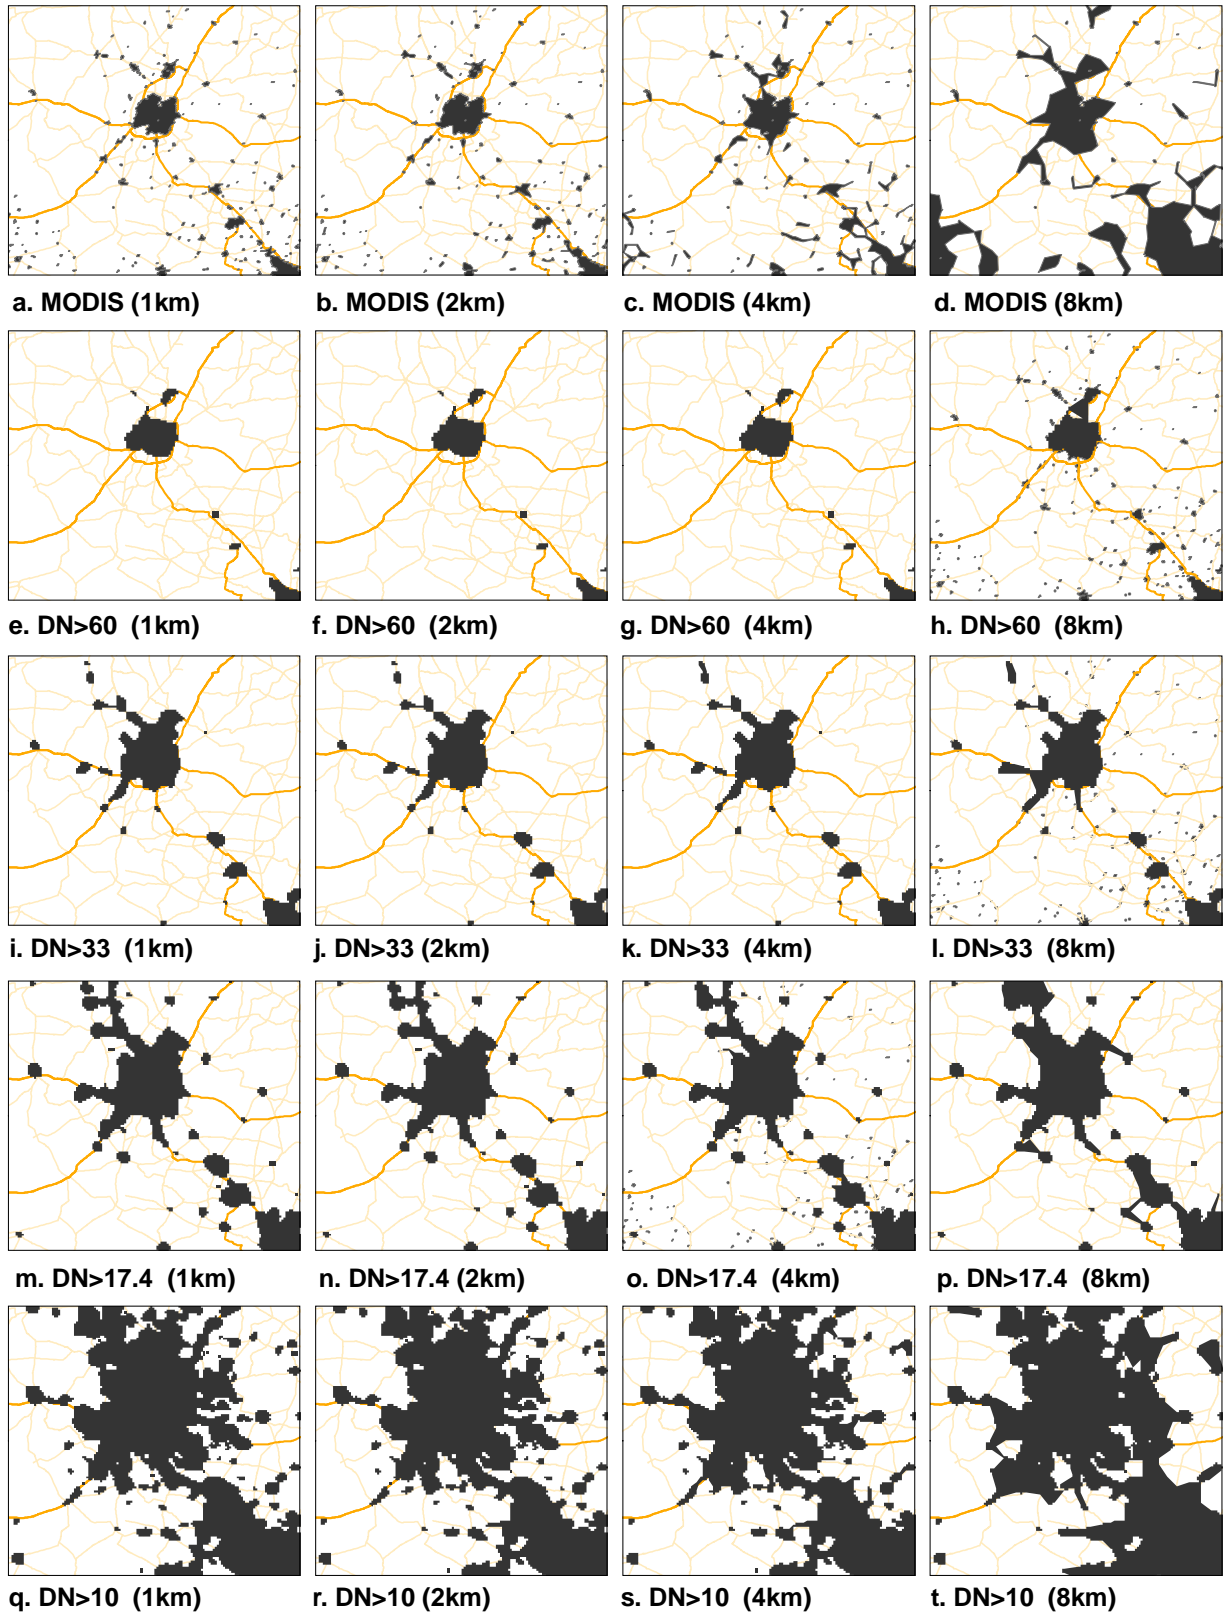 a. MODIS (1km)
b. MODIS (2km)
c. MODIS (4km)
d. MODIS (8km)
e. DN>60 (1km)
f. DN>60 (2km)
g. DN>60 (4km)
h. DN>60 (8km)
i. DN>33 (1km)
j. DN>33 (2km)
k. DN>33 (4km)
l. DN>33 (8km)
m. DN>17.4 (1km)
n. DN>17.4 (2km)
o. DN>17.4 (4km)
p. DN>17.4 (8km)
q. DN>10 (1km)
r. DN>10 (2km)
s. DN>10 (4km)
t. DN>10 (8km)